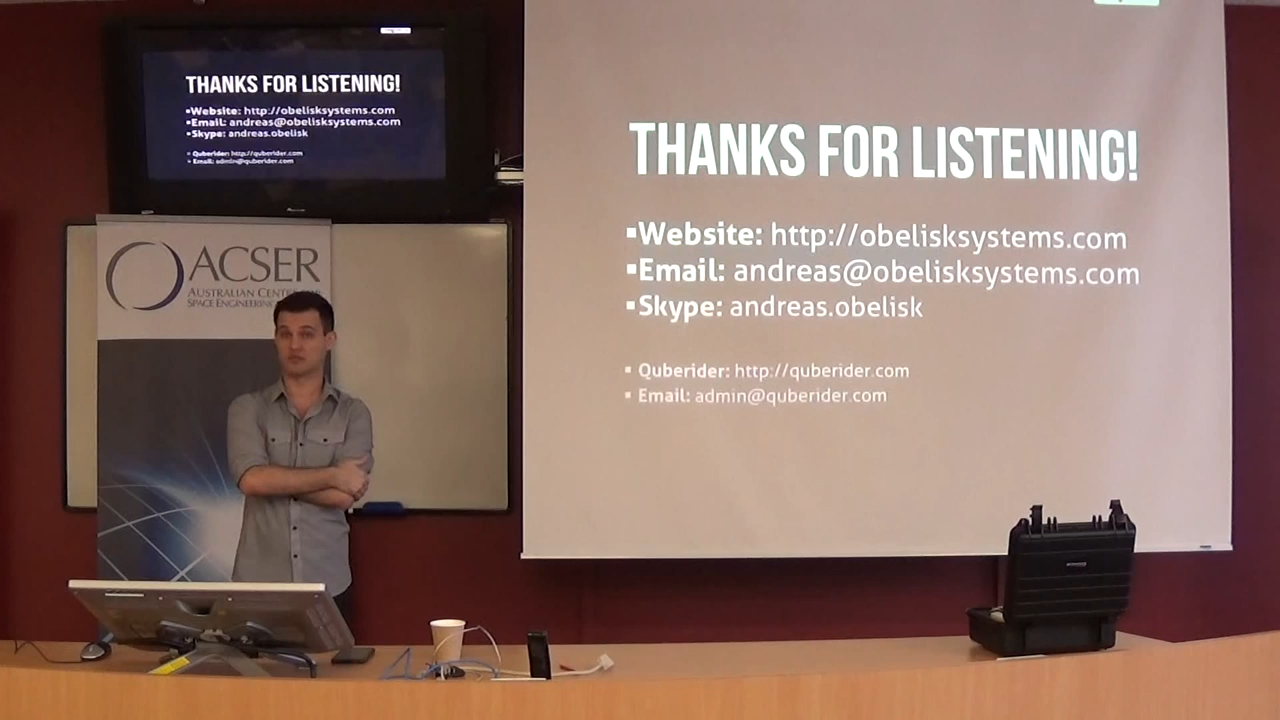 THANKS FOR LISTENING!
▪Website: http://obelisksystems.com
▪Email: andreas@obelisksystems.com
▪Skype: andreas.obelisk
▪ Quberider: http://quberider.com
▪ Email: admin@quberider.com
ACSER
AUSTRALIAN CENTRE FOR
SPACE ENGINEERING
THANKS FOR LISTENING!
▪Website: http://obelisksystems.com
▪Email: andreas@obelisksystems.com
▪Skype: andreas.obelisk
▪ Quberider: http://quberider.com
▪ Email: admin@quberider.com